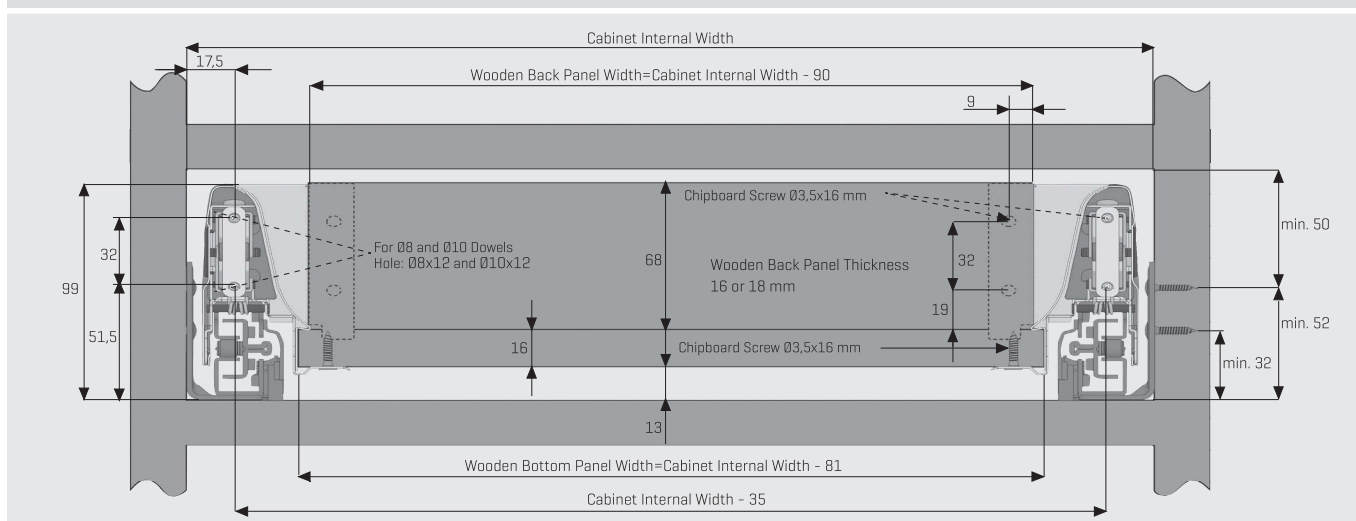 Cabinet Internal Width
17,5
Wooden Back Panel Width=Cabinet Internal Width - 90
9
Chipboard Screw Ø3,5x16 mm
min. 50
For Ø8 and Ø10 Dowels
Hole: Ø8x12 and Ø10x12
32
68
Wooden Back Panel Thickness
16 or 18 mm
32
99
19
51,5
16
Chipboard Screw Ø3,5x16 mm
min. 52
min. 32
13
Wooden Bottom Panel Width=Cabinet Internal Width - 81
Cabinet Internal Width - 35